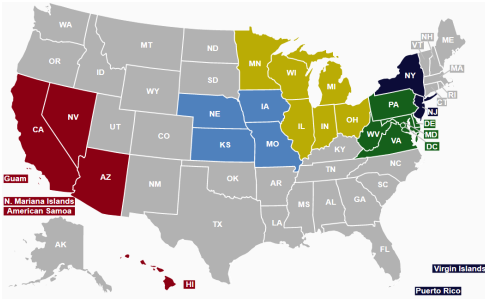 WA
NH
VT
ME
MT
ND
OR
MN
ID
SD
WI
NY
MA
MI
WY
RI
CT
IA
PA
NJ
NE
OH
DE
NV
IL
IN
MD
CA
UT
WV
CO
VA
DC
KS
MO
KY
Guam
AZ
NC
TN
NM
OK
AR
SC
N. Mariana Islands
American Samoa
MS
AL
GA
TX
LA
AK
FL
Virgin Islands
HI
Puerto Rico